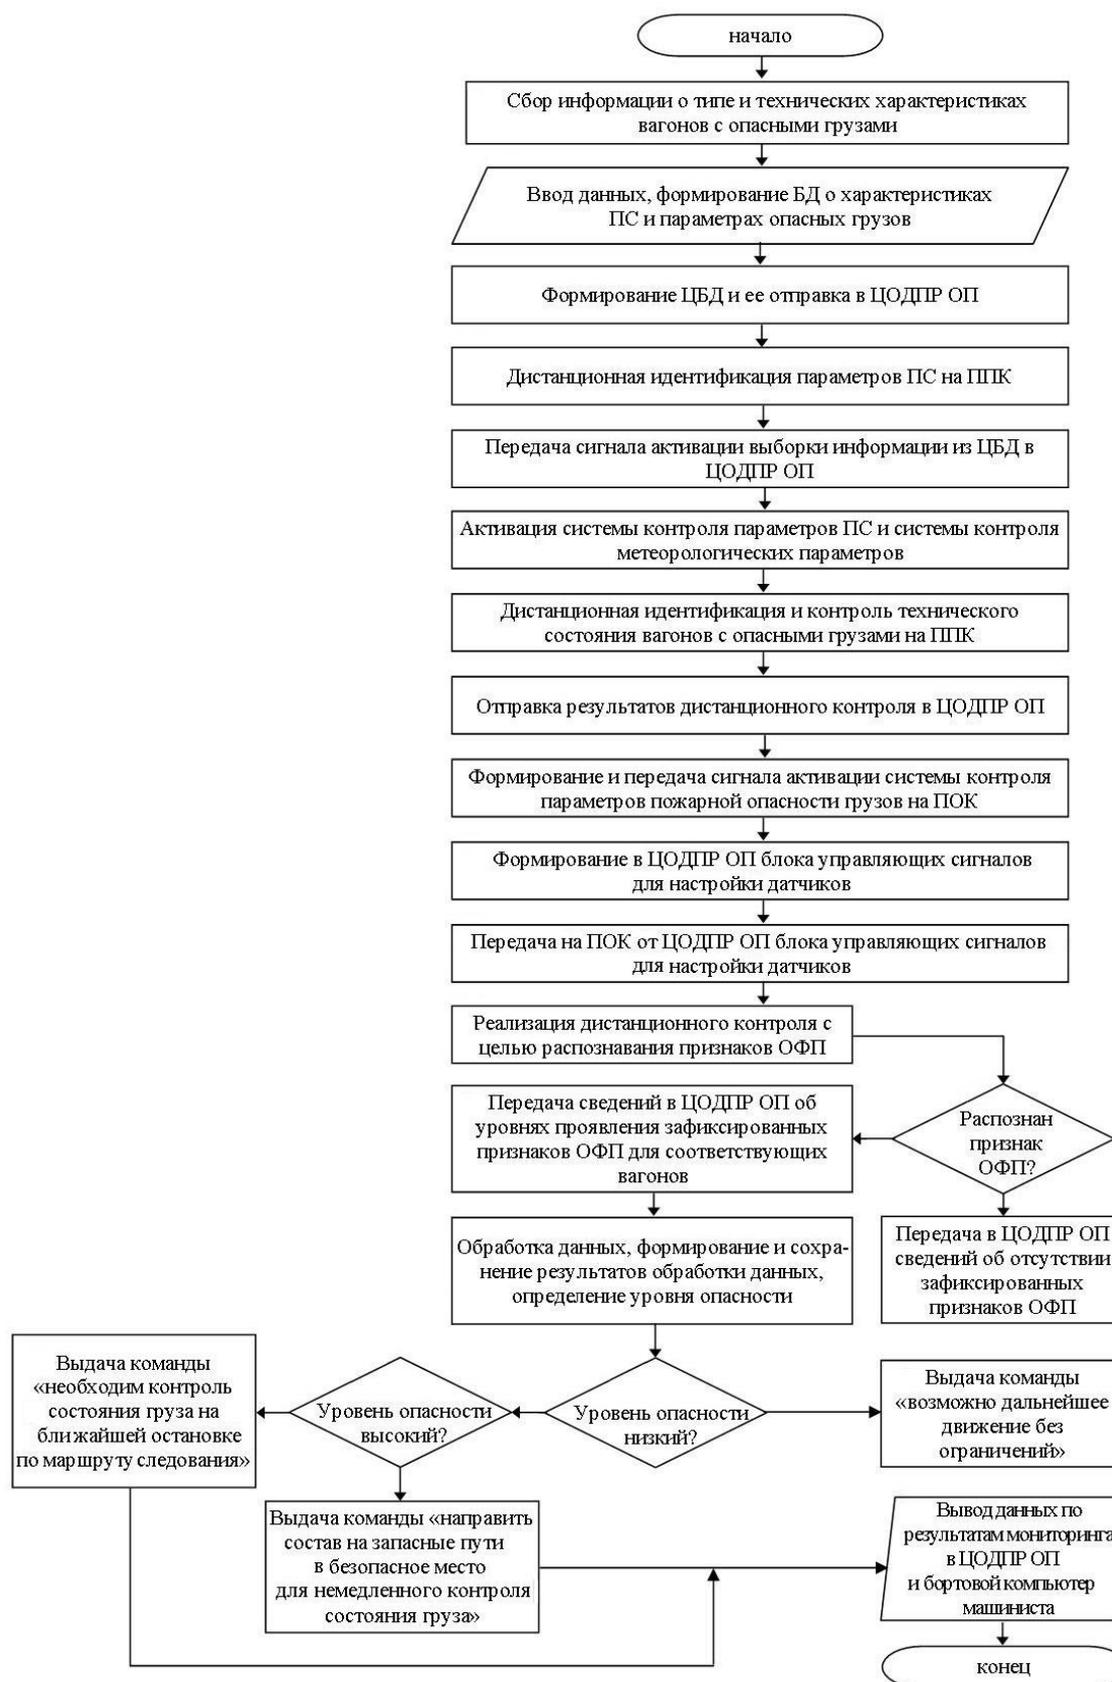 начало
Сбор информации о типе и технических характеристиках
вагонов с опасными грузами
Ввод данных, формирование БД о характеристиках
ПС и параметрах опасных грузов
Формирование ЦБД и ее отправка в ЦОДПР ОП
Дистанционная идентификация параметров ПС на ППК
Передача сигнала активации выборки информации из ЦБД в
ЦОДПР ОП
Активация системы контроля параметров ПС и системы контроля
метеорологических параметров
Дистанционная идентификация и контроль технического
состояния вагонов с опасными грузами на ППК
Отправка результатов дистанционного контроля в ЦОДПР ОП
Формирование и передача сигнала активации системы контроля
параметров пожарной опасности грузов на ПОК
Формирование в ЦОДПР ОП блока управляющих сигналов
для настройки датчиков
Передача на ПОК от ЦОДПР ОП блока управляющих сигналов
для настройки датчиков
Реализация дистанционного контроля с
целью распознавания признаков ОФП
Распознан
признак
ОФП?
Передача сведений в ЦОДПР ОП об
уровнях проявления зафиксированных
признаков ОФП для соответствующих
вагонов
Передача в ЦОДПР ОП
сведений об отсутствии
зафиксированных
признаков ОФП
Обработка данных, формирование и сохра-
нение результатов обработки данных,
определение уровня опасности
Уровень опасности
низкий?
Выдача команды
«возможно дальнейшее
движение без
ограничений»
Уровень опасности
высокий?
Выдача команды
«необходим контроль
состояния груза на
ближайшей остановке
по маршруту следования»
Выдача команды «направить
состав на запасные пути
в безопасное место
для немедленного контроля
состояния груза»
Вывод данных по
результатам мониторинга
в ЦОДПР ОП
и бортовой компьютер
машиниста
конец